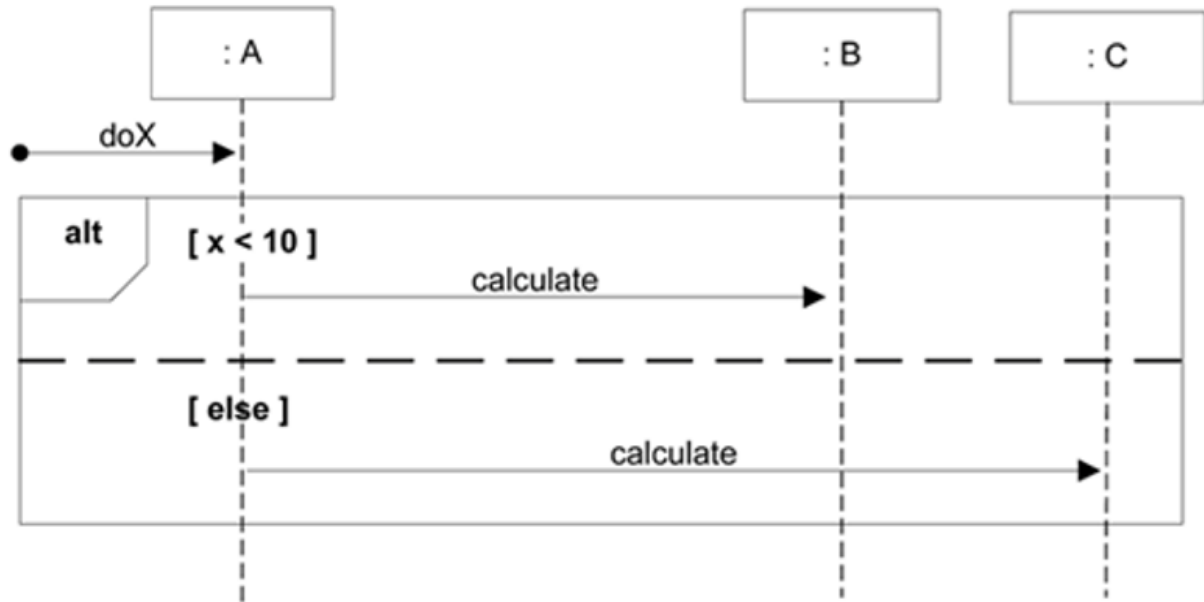 : A
: B
: C
doX
alt
[ x < 10 ]
calculate
[ else ]
calculate